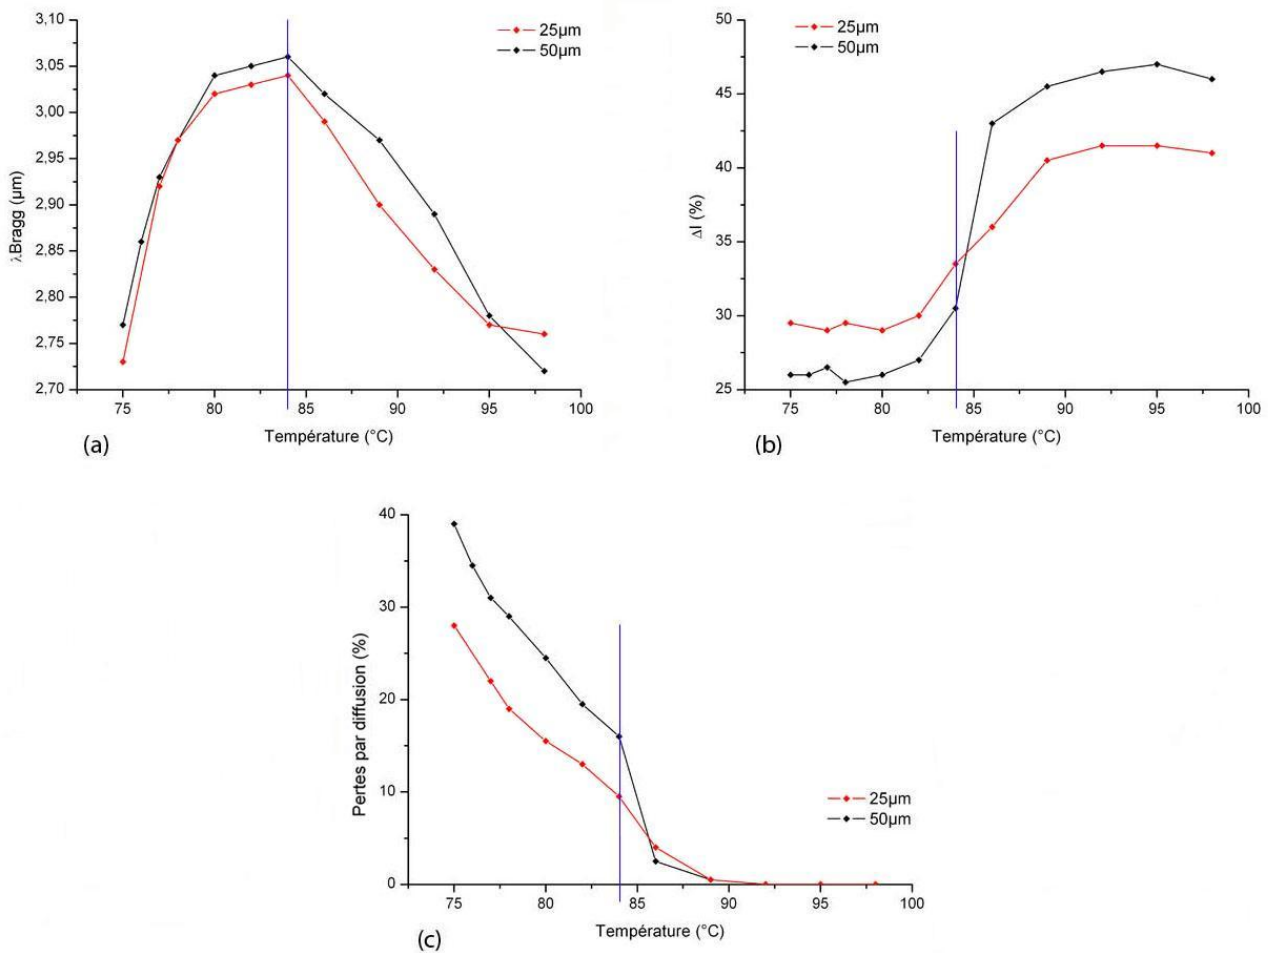 3,10
3,05
3,00
2,95
2,90
2,85
2,80
2,75
2,70
λBragg (µm)
25µm
50µm
75 80 85 90 95 100
Température (°C)
(a)
50
45
40
35
30
25
ΔI (%)
25µm
50µm
75 80 85 90 95 100
Température (°C)
(b)
40
30
20
10
0
Pertes par diffusion (%)
25µm
50µm
75 80 85 90 95 100
Température (°C)
(c)